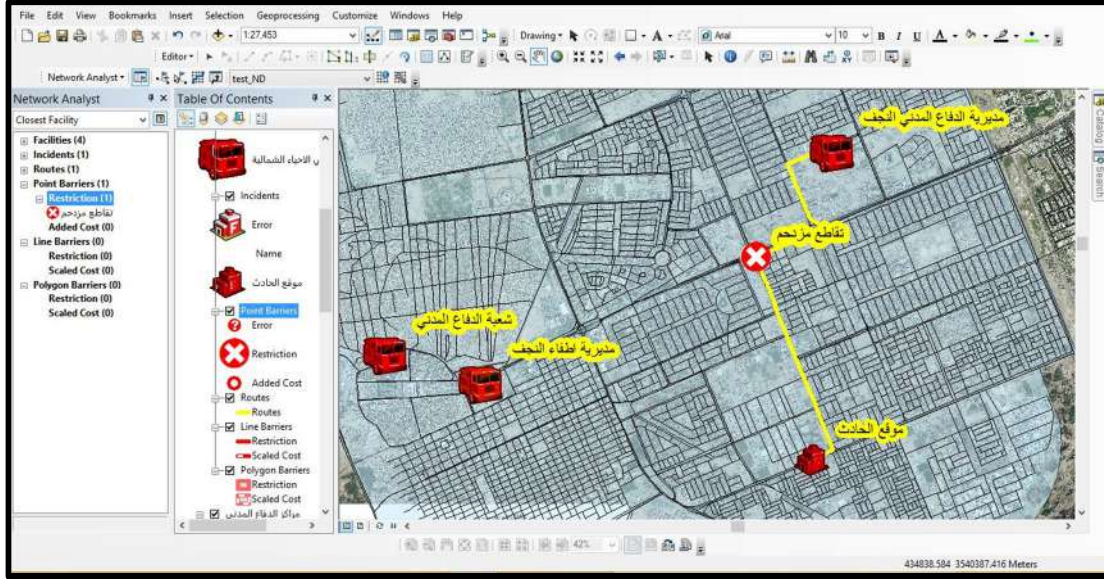 File Edit View Bookmarks Insert Selection Geoprocessing Customize Windows Help
1:27,453 Drawing A Arial 10 B I U A
Editor
Network Analyst test_ND
Network Analyst
Closest Facility
Facilities (4)
Incidents (1)
Routes (1)
Point Barriers (1)
Restriction (1)
تقاطع مزدحم
Added Cost (0)
Line Barriers (0)
Restriction (0)
Scaled Cost (0)
Polygon Barriers (0)
Restriction (0)
Scaled Cost (0)
Table Of Contents
الاحياء الشمالية
Incidents
Error
Name
موقع الحادث
Point Barriers
Error
Restriction
Added Cost
Routes
Routes
Line Barriers
Restriction
Scaled Cost
Polygon Barriers
Restriction
Scaled Cost
مراكز الدفاع المدني
مديرية الدفاع المدني النجف
تقاطع مزدحم
شعبة الدفاع المدني
مديرية اطفاء النجف
موقع الحادث
Catalog
Search
42%
434838.584 3540387.416 Meters